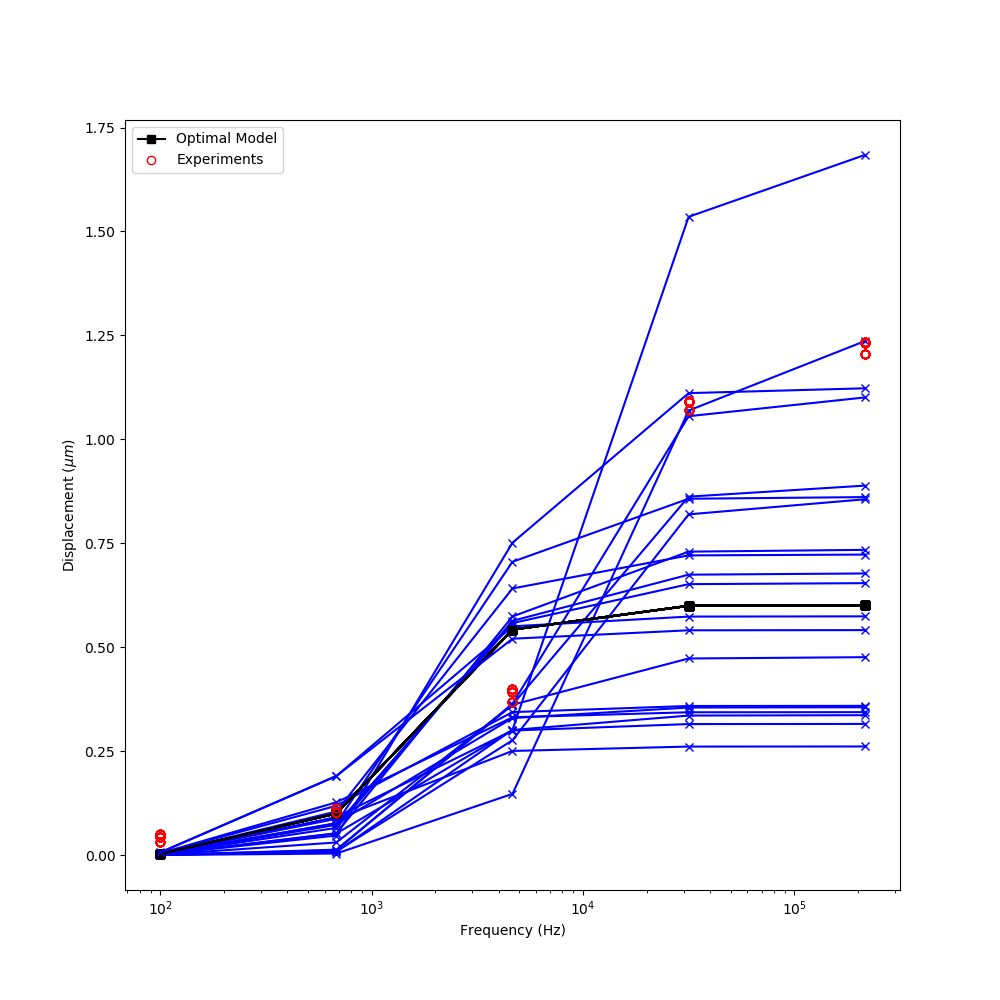 Optimal Model
Experiments
1.75
1.50
1.25
1.00
0.75
0.50
0.25
0.00
Displacement (μm)
10² 10³ 10⁴ 10⁵
Frequency (Hz)